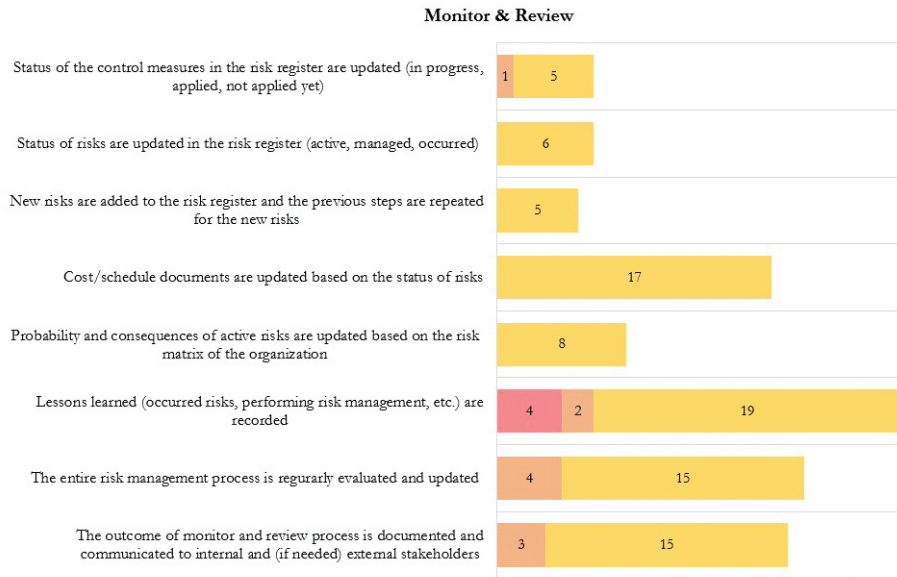 Monitor & Review
Status of the control measures in the risk register are updated (in progress,
applied, not applied yet)
1 5
Status of risks are updated in the risk register (active, managed, occurred)
6
New risks are added to the risk register and the previous steps are repeated
for the new risks
5
Cost/schedule documents are updated based on the status of risks
17
Probability and consequences of active risks are updated based on the risk
matrix of the organization
8
Lessons learned (occurred risks, performing risk management, etc.) are
recorded
4 2 19
The entire risk management process is regurarly evaluated and updated
4 15
The outcome of monitor and review process is documented and
communicated to internal and (if needed) external stakeholders
3 15